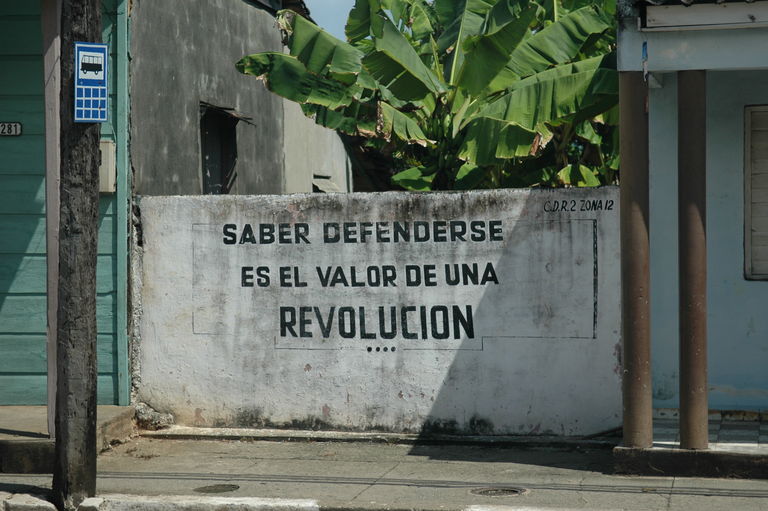 281
C.D.R. 2 ZONA 12
SABER DEFENDERSE
ES EL VALOR DE UNA
REVOLUCION
....